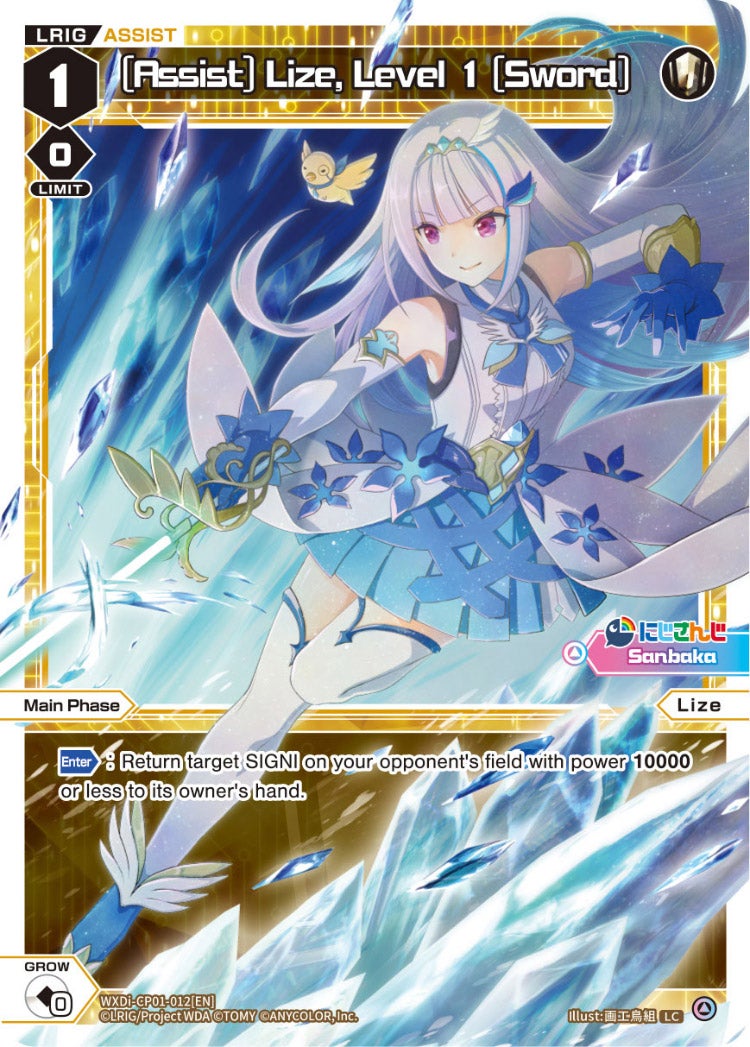 LRIG ASSIST
1
[Assist] Lize, Level 1 [Sword]
0
LIMIT
にじさんじ
Sanbaka
Main Phase
Lize
Enter : Return target SIGNI on your opponent's field with power 10000
or less to its owner's hand.
GROW
0
WXDi-CP01-012[EN]
©LRIG/Project WDA ©TOMY ©ANYCOLOR, Inc.
Illust:画工鳥組 LC